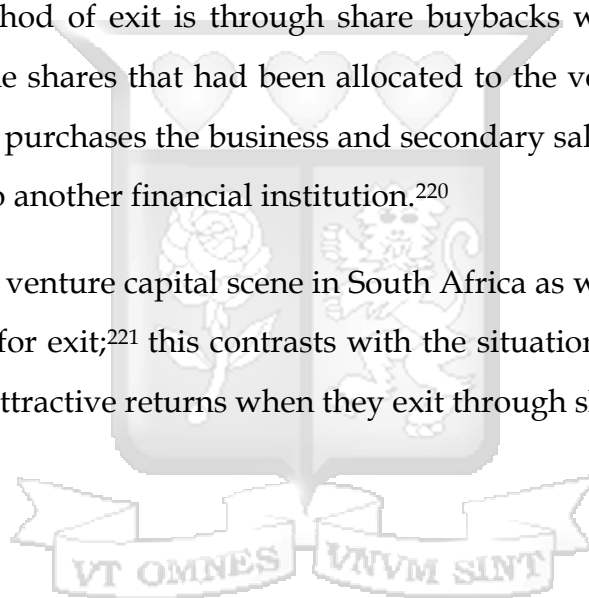 hod of exit is through share buybacks w
e shares that had been allocated to the ve
purchases the business and secondary sal
o another financial institution.220
venture capital scene in South Africa as w
for exit;221 this contrasts with the situation
ttractive returns when they exit through sl
VT OMNES VNVM SINT